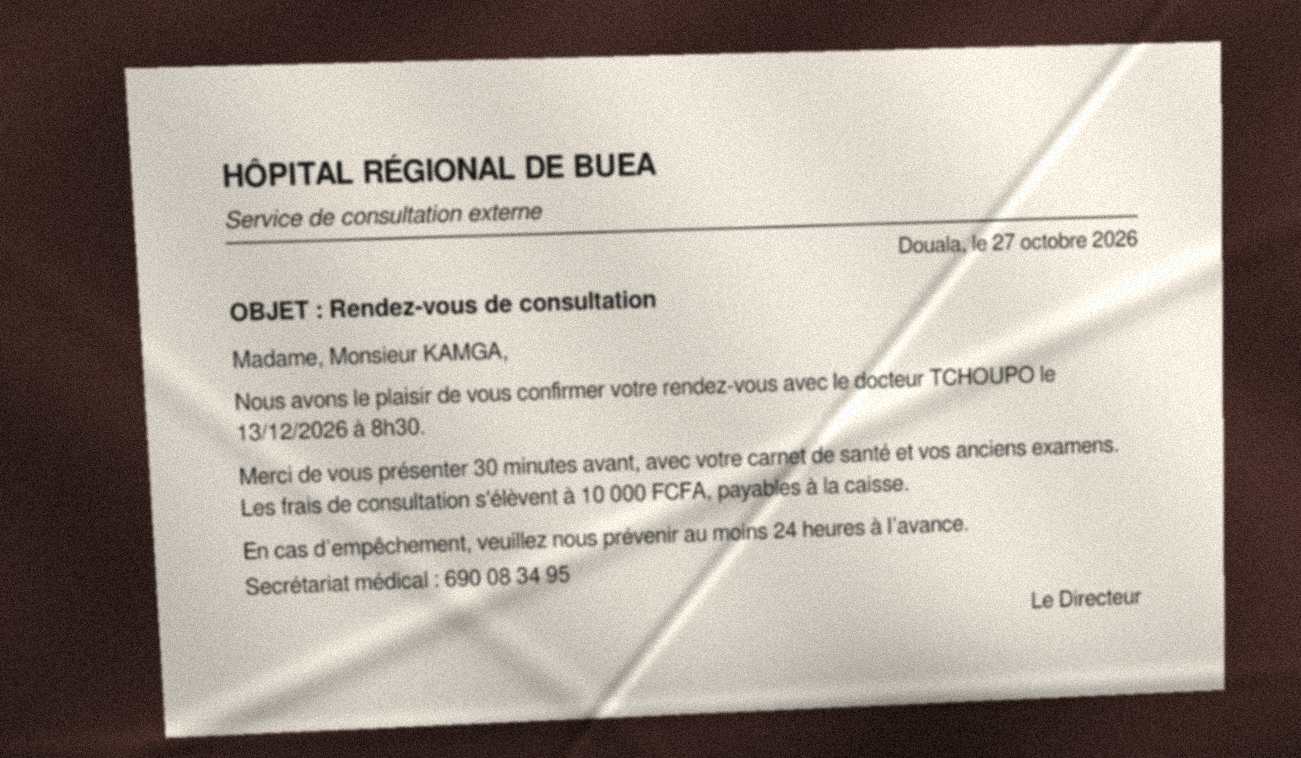 HÔPITAL RÉGIONAL DE BUEA
Service de consultation externe
Douala, le 27 octobre 2026
OBJET : Rendez-vous de consultation
Madame, Monsieur KAMGA,
Nous avons le plaisir de vous confirmer votre rendez-vous avec le docteur TCHOUPO le
13/12/2026 à 8h30.
Merci de vous présenter 30 minutes avant, avec votre carnet de santé et vos anciens examens.
Les frais de consultation s'élèvent à 10 000 FCFA, payables à la caisse.
En cas d'empêchement, veuillez nous prévenir au moins 24 heures à l'avance.
Secrétariat médical : 690 08 34 95
Le Directeur